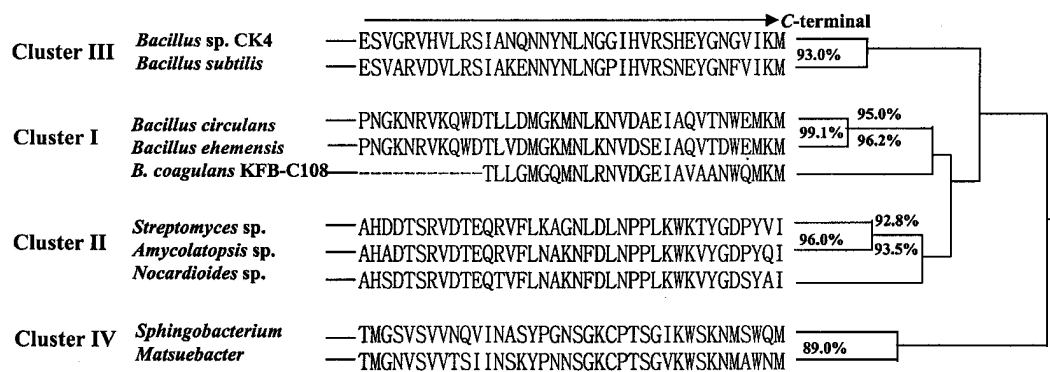 C-terminal
Cluster III
Bacillus sp. CK4 ESVGRVHVLRSIANQNNYNLNGGIHVRSHEYGNGVIKM
Bacillus subtilis ESVARVDVLRSIAKENNYNLNGPIHVRSNEYGNFVIKM
93.0%
Cluster I
Bacillus circulans PNGKNRVKQWDTLLDMGKMNLKNVDAEIAQVTNWEMKM 95.0%
Bacillus ehemensis PNGKNRVKQWDTLVDMGKMNLKNVDSEIAQVTDWEMKM 99.1% 96.2%
B. coagulans KFB-C108 ------------TLLGMGQMNLRNVDGEIAVAANWQMKM
Cluster II
Streptomyces sp. AHDDTSRVDTEQRVFLKAGNLDLNPPLKWKTYGDPYVI 92.8%
Amycolatopsis sp. AHADTSRVDTEQRVFLNAKNFDLNPPLKWKVYGDPYQI 96.0% 93.5%
Nocardioides sp. AHSDTSRVDTEQTVFLNAKNFDLNPPLKWKVYGDSYAI
Cluster IV
Sphingobacterium TMGSVSVVNQVINASYPGNSGKCPTSGIKWSKNMSWQM
Matsuebacter TMGNVSVVTSIINSKYPNNSGKCPTSGVKWSKNMAWNM
89.0%